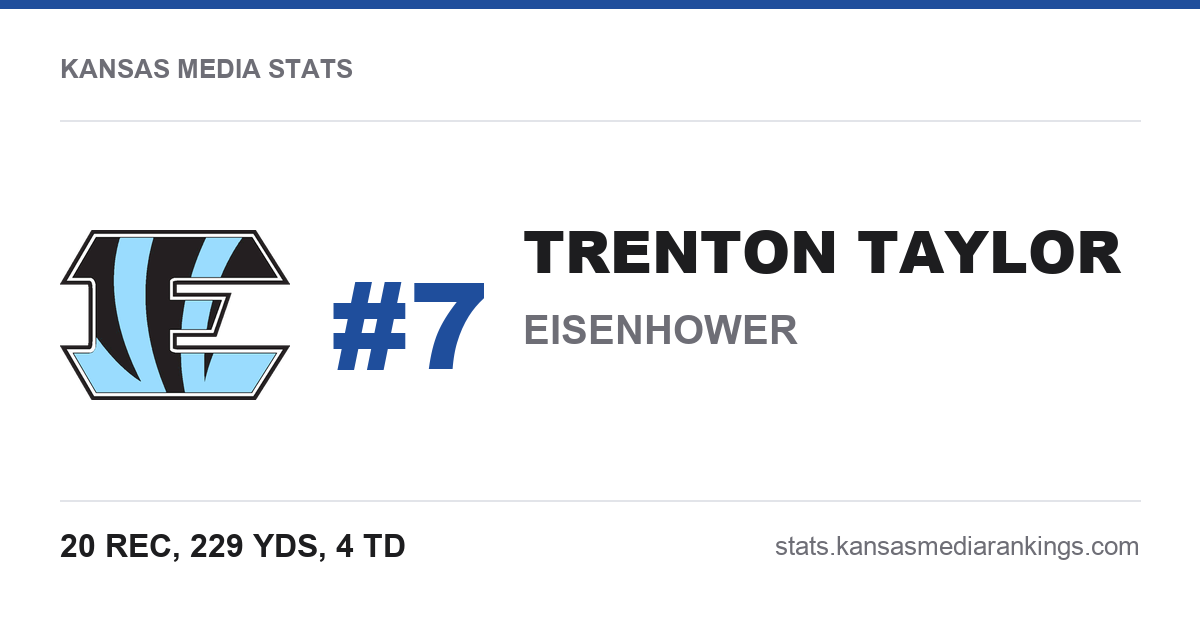 KANSAS MEDIA STATS
E
#7
TRENTON TAYLOR
EISENHOWER
20 REC, 229 YDS, 4 TD
stats.kansasmediarankings.com